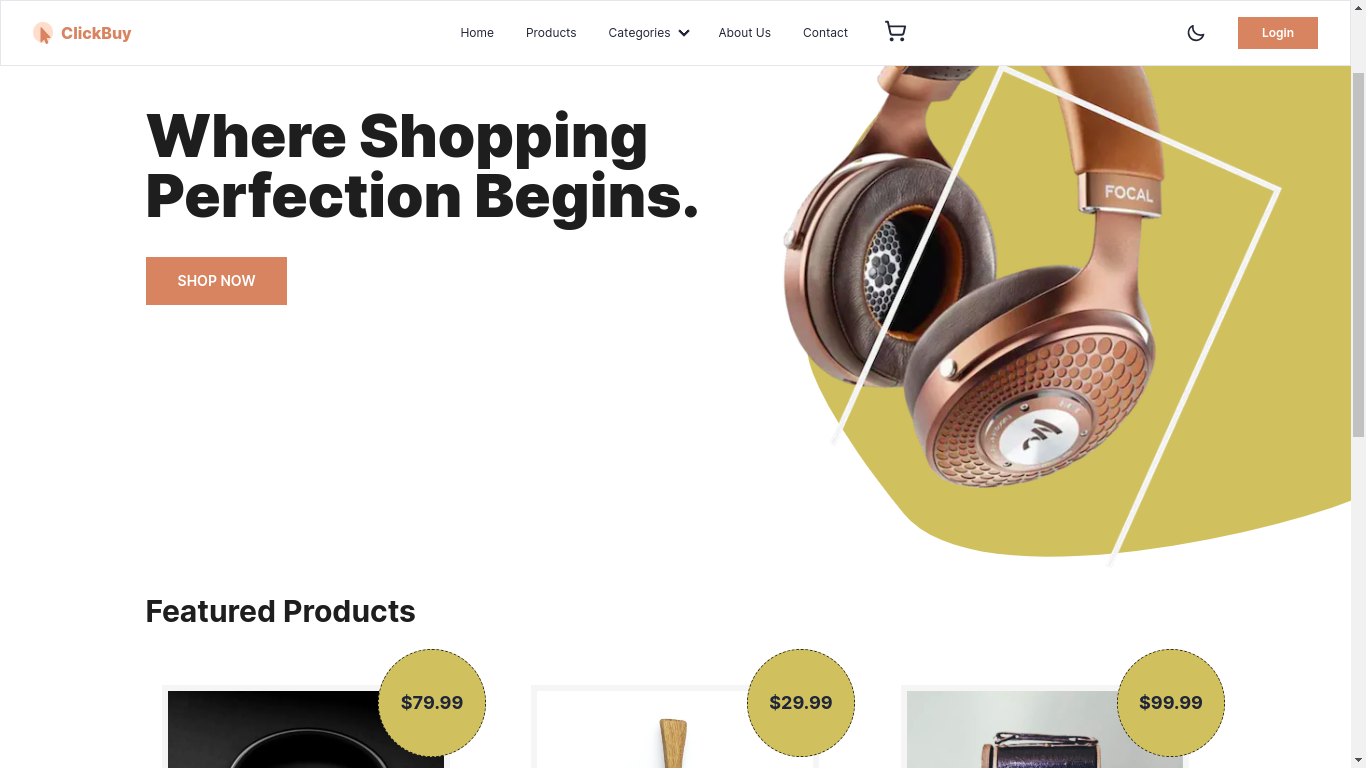 ClickBuy
Home
Products
Categories
About Us
Contact
Login
Where Shopping
Perfection Begins.
SHOP NOW
FOCAL
Featured Products
$79.99
$29.99
$99.99